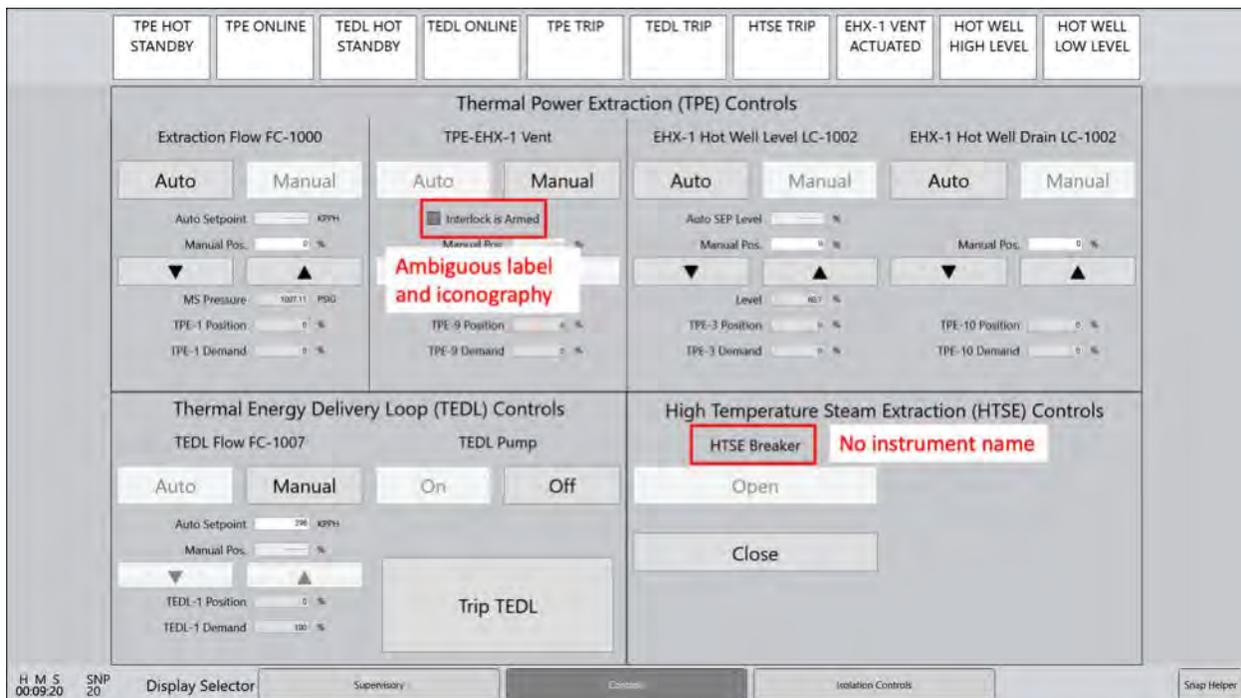 TPE HOT
STANDBY
TPE ONLINE
TEDL HOT
STANDBY
TEDL ONLINE
TPE TRIP
TEDL TRIP
HTSE TRIP
EHX-1 VENT
ACTUATED
HOT WELL
HIGH LEVEL
HOT WELL
LOW LEVEL
Thermal Power Extraction (TPE) Controls
Extraction Flow FC-1000
Auto Manual
Auto Setpoint KPPH
Manual Pos. 0 %
▼ ▲
MS Pressure 1007.11 PSIG
TPE-1 Position 0 %
TPE-1 Demand 0 %
TPE-EHX-1 Vent
Auto Manual
Interlock is Armed
Manual Pos. %
Ambiguous label
and iconography
TPE-9 Position 0 %
TPE-9 Demand 0 %
EHX-1 Hot Well Level LC-1002
Auto Manual
Auto SEP Level %
Manual Pos. 0 %
▼ ▲
Level %
TPE-3 Position 0 %
TPE-3 Demand 0 %
EHX-1 Hot Well Drain LC-1002
Auto Manual
Manual Pos. 0 %
▼ ▲
TPE-10 Position 0 %
TPE-10 Demand 0 %
Thermal Energy Delivery Loop (TEDL) Controls
TEDL Flow FC-1007
Auto Manual
Auto Setpoint KPPH
Manual Pos. %
▼ ▲
TEDL-1 Position 0 %
TEDL-1 Demand 100 %
TEDL Pump
On Off
Trip TEDL
High Temperature Steam Extraction (HTSE) Controls
HTSE Breaker
No instrument name
Open
Close
H M S SNP
00:09:20 20
Display Selector
Supervisory
Controls
Isolation Controls
Snap Helper